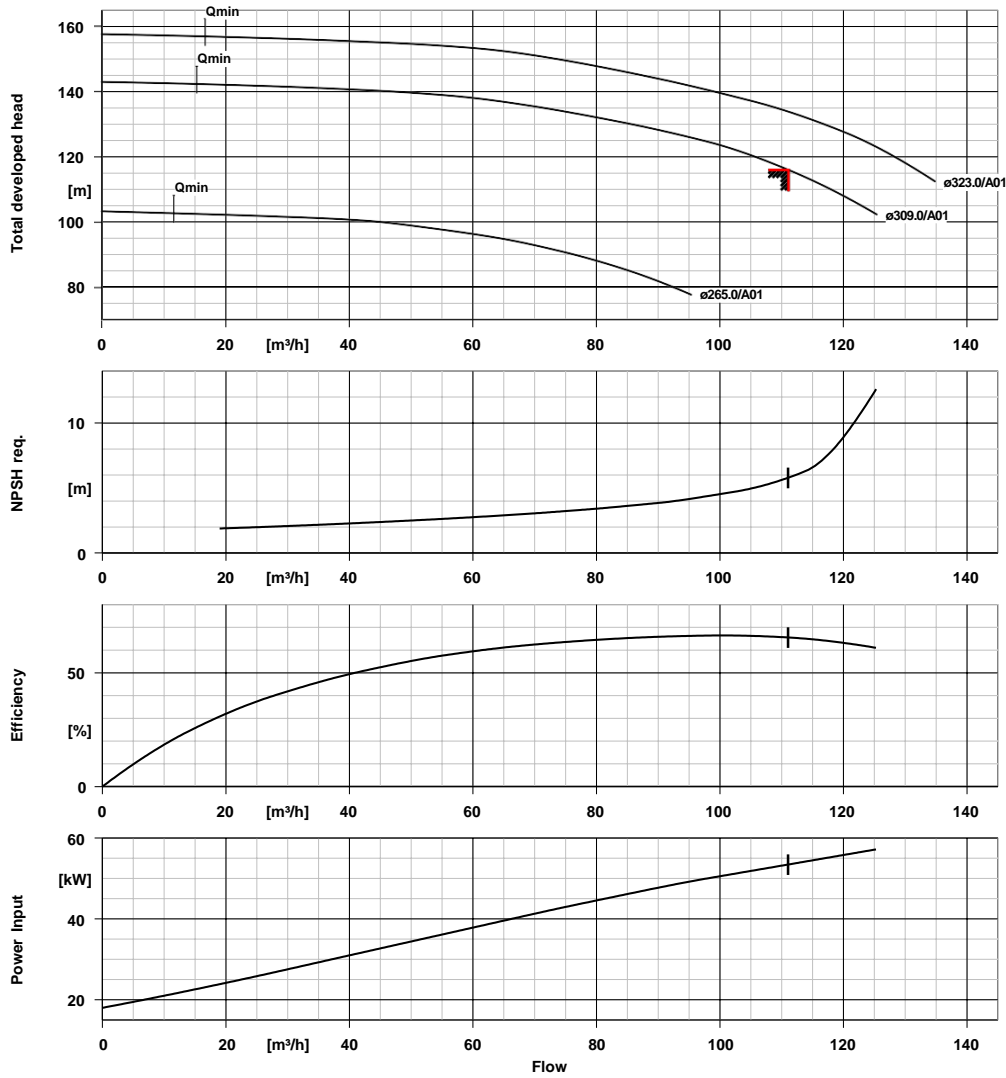 Total developed head
[m]
160
140
120
100
80
Qmin
Qmin
Qmin
ø323.0/A01
ø309.0/A01
ø265.0/A01
0 20 [m³/h] 40 60 80 100 120 140
NPSH req.
[m]
10
0
0 20 [m³/h] 40 60 80 100 120 140
Efficiency
[%]
50
0
0 20 [m³/h] 40 60 80 100 120 140
Power Input
[kW]
60
40
20
0 20 [m³/h] 40 60 80 100 120 140
Flow